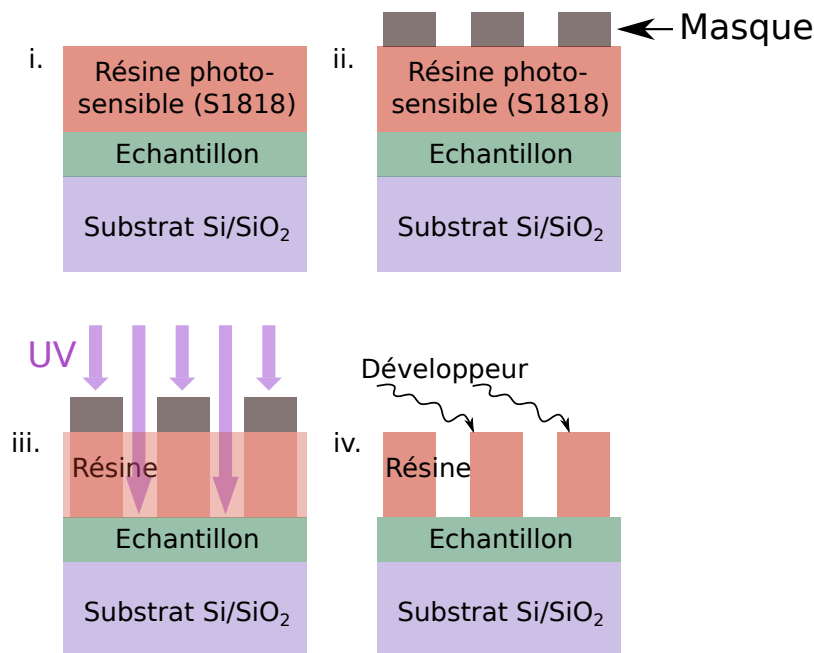 i.
Résine photo-
sensible (S1818)
Echantillon
Substrat Si/SiO₂
ii.
Masque
Résine photo-
sensible (S1818)
Echantillon
Substrat Si/SiO₂
iii.
UV
Résine
Echantillon
Substrat Si/SiO₂
iv.
Développeur
Résine
Echantillon
Substrat Si/SiO₂